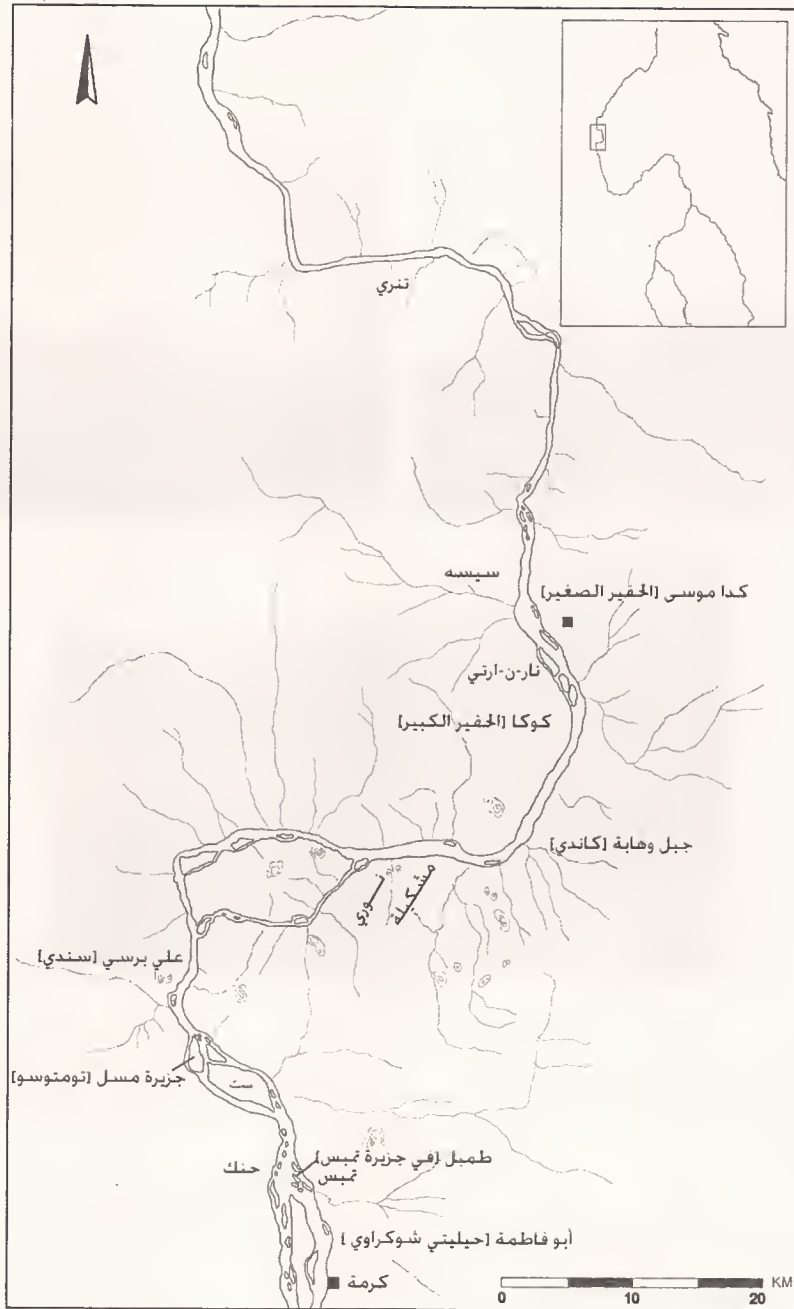 تنري
سيسه
كدا موسى [الحفير الصغير]
نار-ن-ارتي
كوكا [الحفير الكبير]
جبل وهابة [كاندي]
نوري
مشكيلة
علي برسي [سندي]
جزيرة مسل [تومتوسو]
ست
طمبل [في جزيرة تمبس]
تمبس
حنك
أبو فاطمة [حيليتي شوكراوي]
كرمة
KM
0 10 20